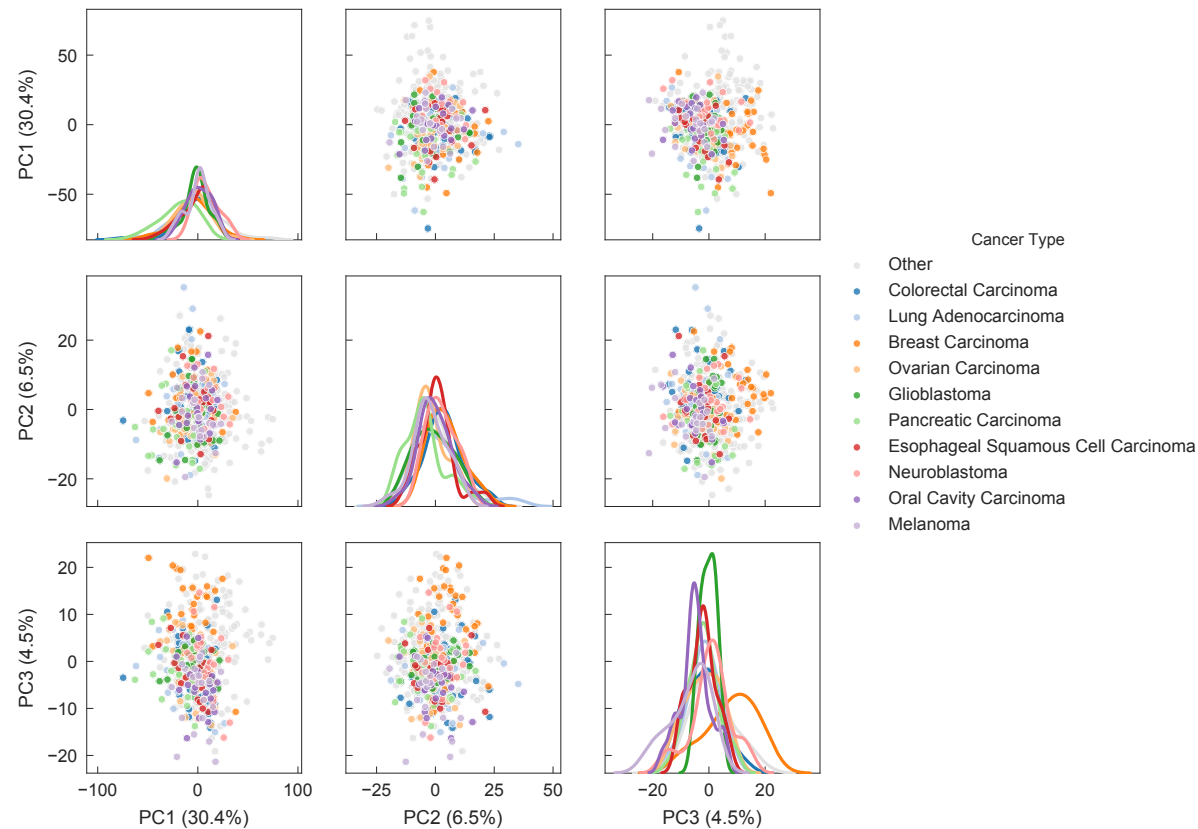 PC1 (30.4%)
50
0
−50
PC2 (6.5%)
20
0
−20
PC3 (4.5%)
20
10
0
−10
−20
−100
0
100
PC1 (30.4%)
−25
0
25
50
PC2 (6.5%)
−20
0
20
PC3 (4.5%)
Cancer Type
Other
Colorectal Carcinoma
Lung Adenocarcinoma
Breast Carcinoma
Ovarian Carcinoma
Glioblastoma
Pancreatic Carcinoma
Esophageal Squamous Cell Carcinoma
Neuroblastoma
Oral Cavity Carcinoma
Melanoma